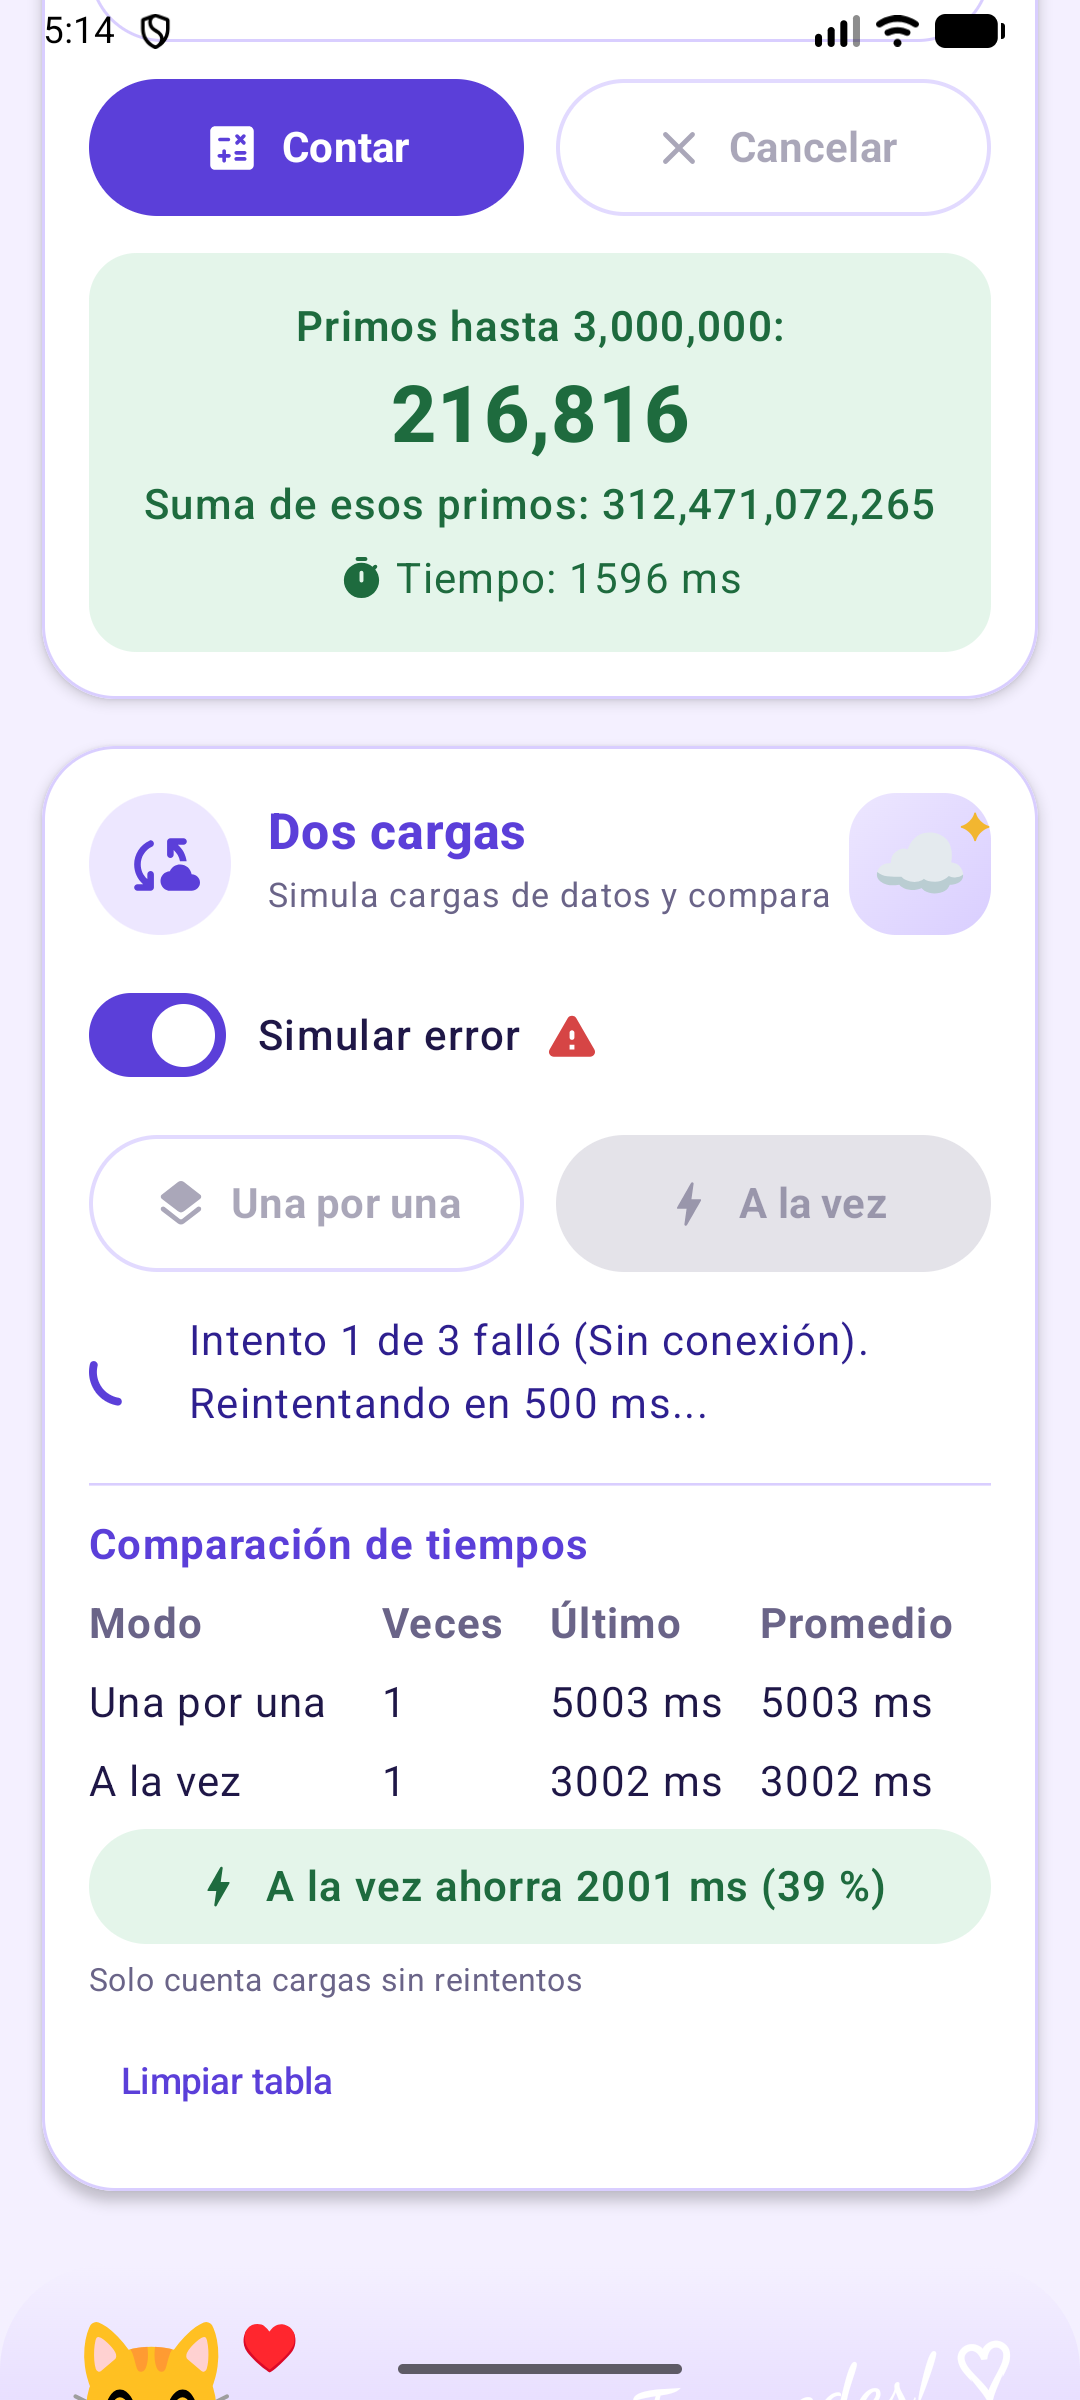 5:14
Contar
Cancelar
Primos hasta 3,000,000:
216,816
Suma de esos primos: 312,471,072,265
Tiempo: 1596 ms
Dos cargas
Simula cargas de datos y compara
Simular error
Una por una
A la vez
Intento 1 de 3 falló (Sin conexión).
Reintentando en 500 ms...
Comparación de tiempos
Modo Veces Último Promedio
Una por una 1 5003 ms 5003 ms
A la vez 1 3002 ms 3002 ms
A la vez ahorra 2001 ms (39 %)
Solo cuenta cargas sin reintentos
Limpiar tabla